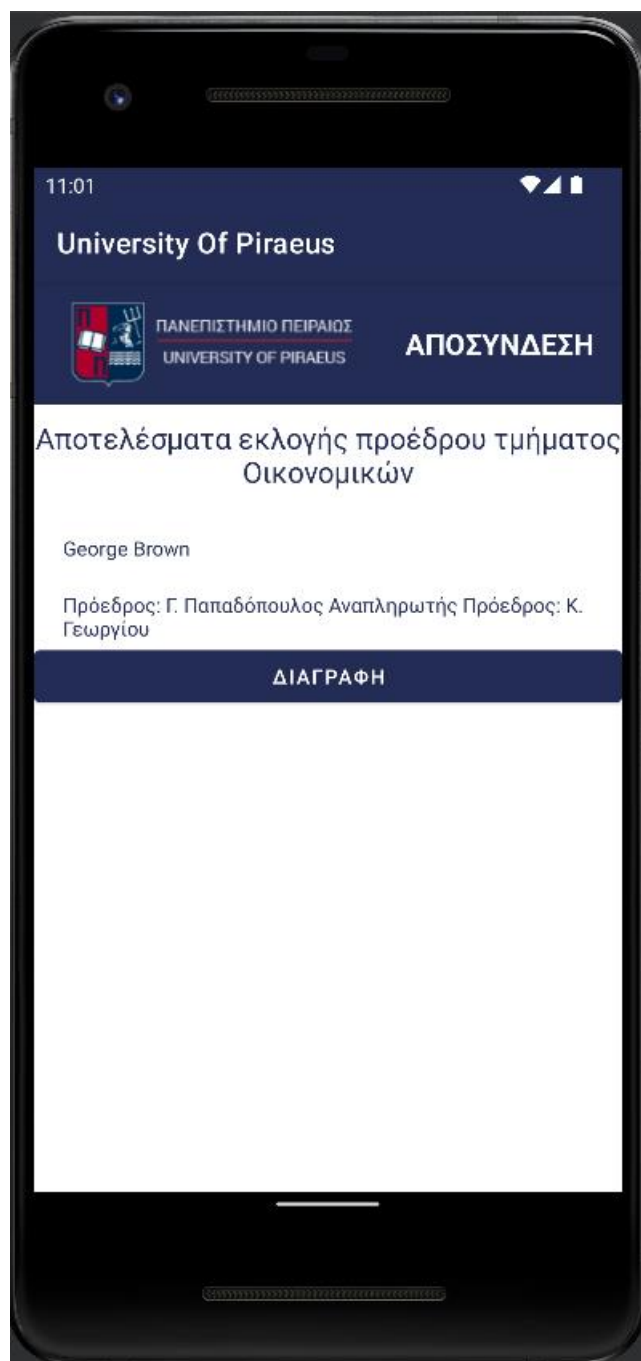 11:01
University Of Piraeus
ΠΑΝΕΠΙΣΤΗΜΙΟ ΠΕΙΡΑΙΩΣ
UNIVERSITY OF PIRAEUS
ΑΠΟΣΥΝΔΕΣΗ
Αποτελέσματα εκλογής προέδρου τμήματος
Οικονομικών
George Brown
Πρόεδρος: Γ. Παπαδόπουλος Αναπληρωτής Πρόεδρος: Κ.
Γεωργίου
ΔΙΑΓΡΑΦΗ